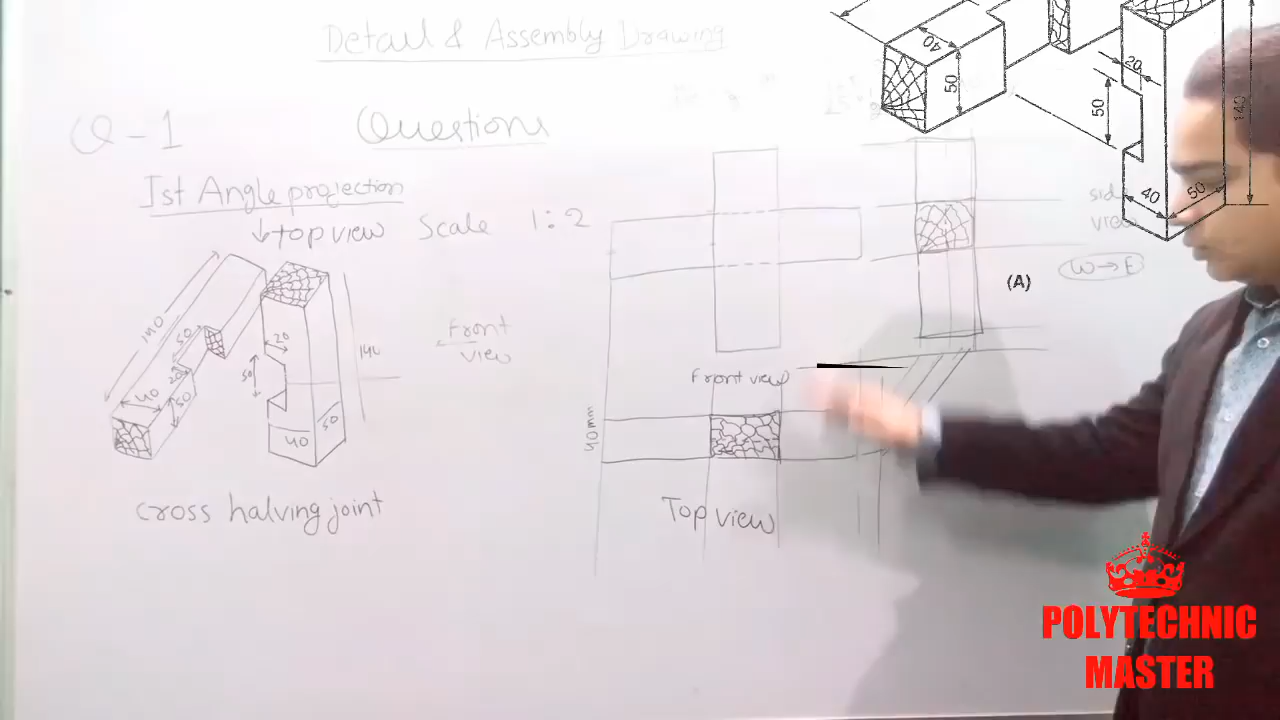 Detail & Assembly Drawing
Q-1
Questions
Ist Angle projection
↓ top view
Scale 1:2
140
50
20
40
50
20
50
140
40
50
cross halving joint
Front
view
Front view
40mm
Top view
side
view
W→E
(A)
40
50
20
50
140
40
50
POLYTECHNIC
MASTER